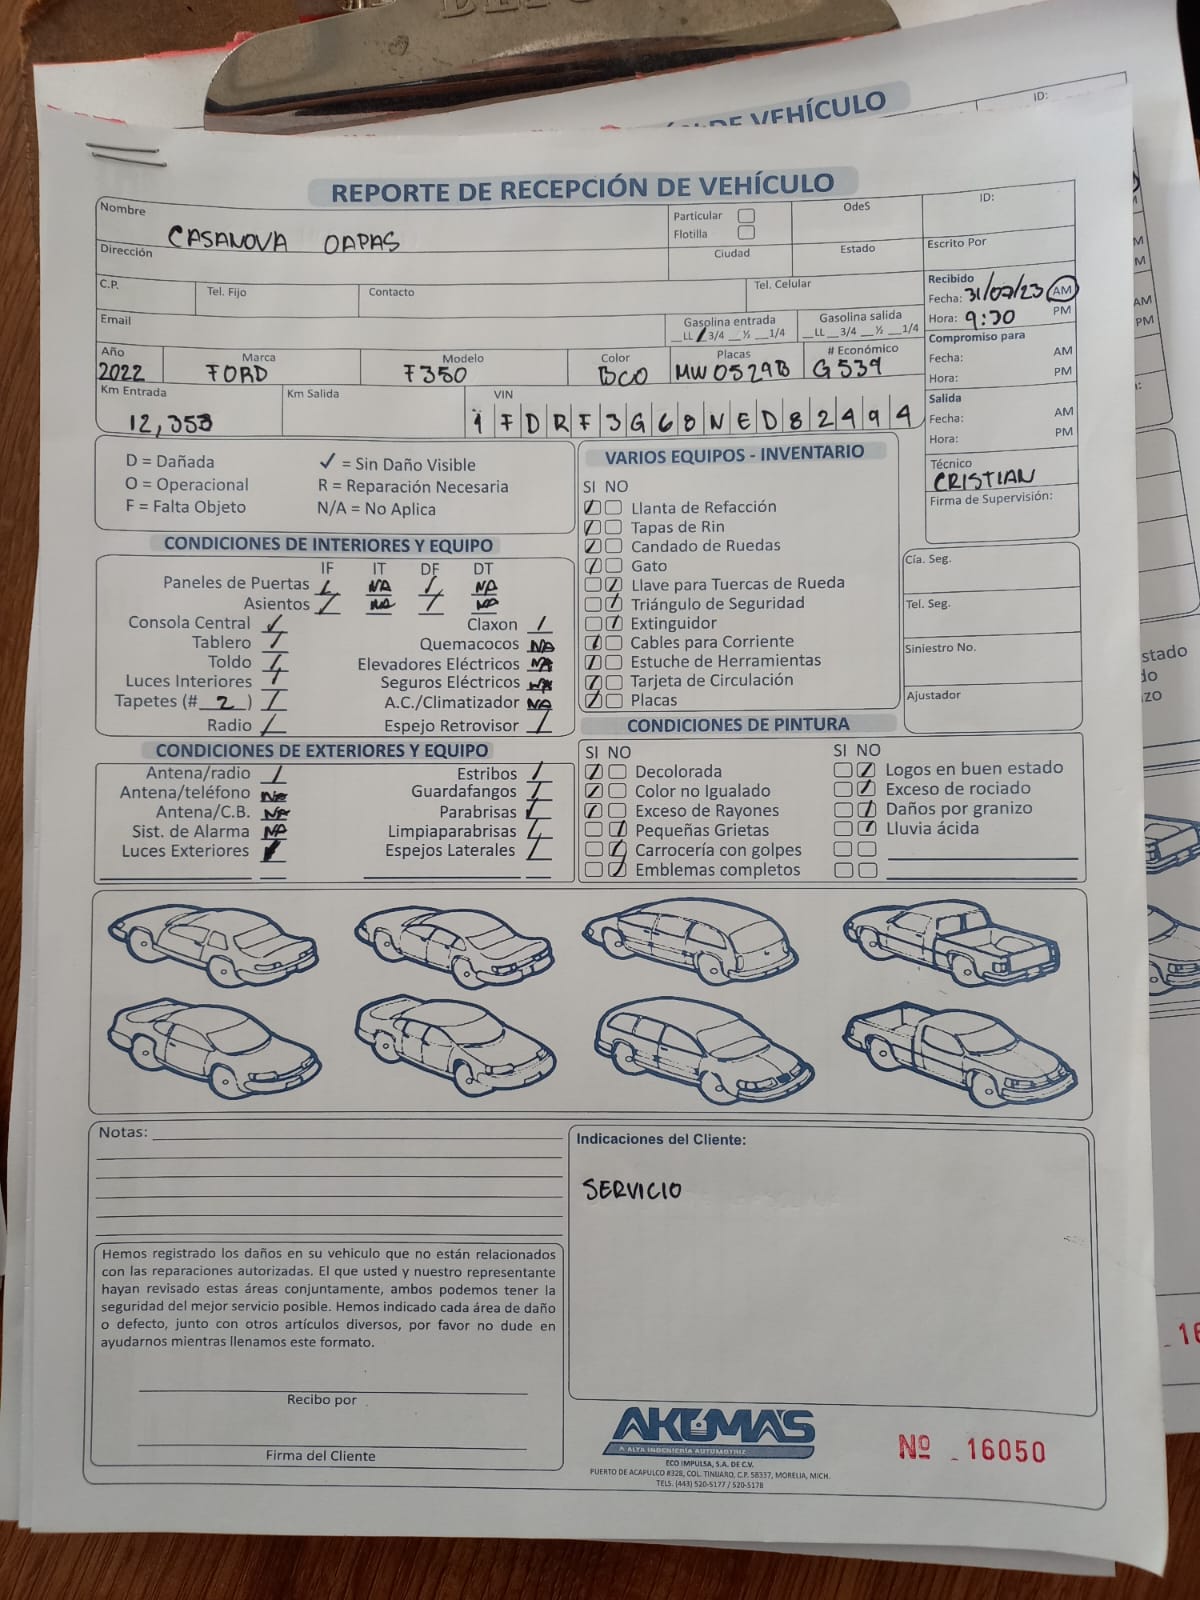 DE VEHÍCULO
ID:
REPORTE DE RECEPCIÓN DE VEHÍCULO
Nombre
CASANOVA OAPAS
Particular
Flotilla
OdeS
ID:
Dirección
Ciudad
Estado
Escrito Por
C.P.
Tel. Fijo
Contacto
Tel. Celular
Recibido
Fecha: 31/07/23 AM
Hora: 9:30 PM
Email
Gasolina entrada
_LL / 3/4 _½ _1/4
Gasolina salida
_LL _3/4 _½ _1/4
Compromiso para
Fecha: AM
Hora: PM
Año
2022
Marca
FORD
Modelo
F350
Color
BCO
Placas
MW0529B
# Económico
G539
Km Entrada
12,353
Km Salida
VIN
1FDRF3G60NED82494
Salida
Fecha: AM
Hora: PM
Técnico
CRISTIAN
Firma de Supervisión:
D = Dañada ✓ = Sin Daño Visible
O = Operacional R = Reparación Necesaria
F = Falta Objeto N/A = No Aplica
VARIOS EQUIPOS - INVENTARIO
SI NO
Llanta de Refacción
Tapas de Rin
Candado de Ruedas
Gato
Llave para Tuercas de Rueda
Triángulo de Seguridad
Extinguidor
Cables para Corriente
Estuche de Herramientas
Tarjeta de Circulación
Placas
Cía. Seg.
Tel. Seg.
Siniestro No.
Ajustador
CONDICIONES DE INTERIORES Y EQUIPO
IF IT DF DT
Paneles de Puertas / NA / NA
Asientos / NA / NA
Consola Central ✓ Claxon /
Tablero / Quemacocos NA
Toldo / Elevadores Eléctricos NA
Luces Interiores / Seguros Eléctricos NA
Tapetes (# 2 ) / A.C./Climatizador NA
Radio / Espejo Retrovisor /
CONDICIONES DE EXTERIORES Y EQUIPO
Antena/radio / Estribos /
Antena/teléfono NA Guardafangos /
Antena/C.B. NA Parabrisas /
Sist. de Alarma NA Limpiaparabrisas /
Luces Exteriores / Espejos Laterales /
CONDICIONES DE PINTURA
SI NO SI NO
Decolorada Logos en buen estado
Color no Igualado Exceso de rociado
Exceso de Rayones Daños por granizo
Pequeñas Grietas Lluvia ácida
Carrocería con golpes
Emblemas completos
Notas:
Indicaciones del Cliente:
SERVICIO
Hemos registrado los daños en su vehiculo que no están relacionados
con las reparaciones autorizadas. El que usted y nuestro representante
hayan revisado estas áreas conjuntamente, ambos podemos tener la
seguridad del mejor servicio posible. Hemos indicado cada área de daño
o defecto, junto con otros artículos diversos, por favor no dude en
ayudarnos mientras llenamos este formato.
Recibo por
Firma del Cliente
AKUMA'S
A ALTA INGENIERÍA AUTOMOTRIZ
ECO IMPULSA, S.A. DE C.V.
PUERTO DE ACAPULCO #328, COL. TINIJARO, C.P. 58337, MORELIA, MICH.
TELS. (443) 520-5177 / 520-5178
Nº 16050